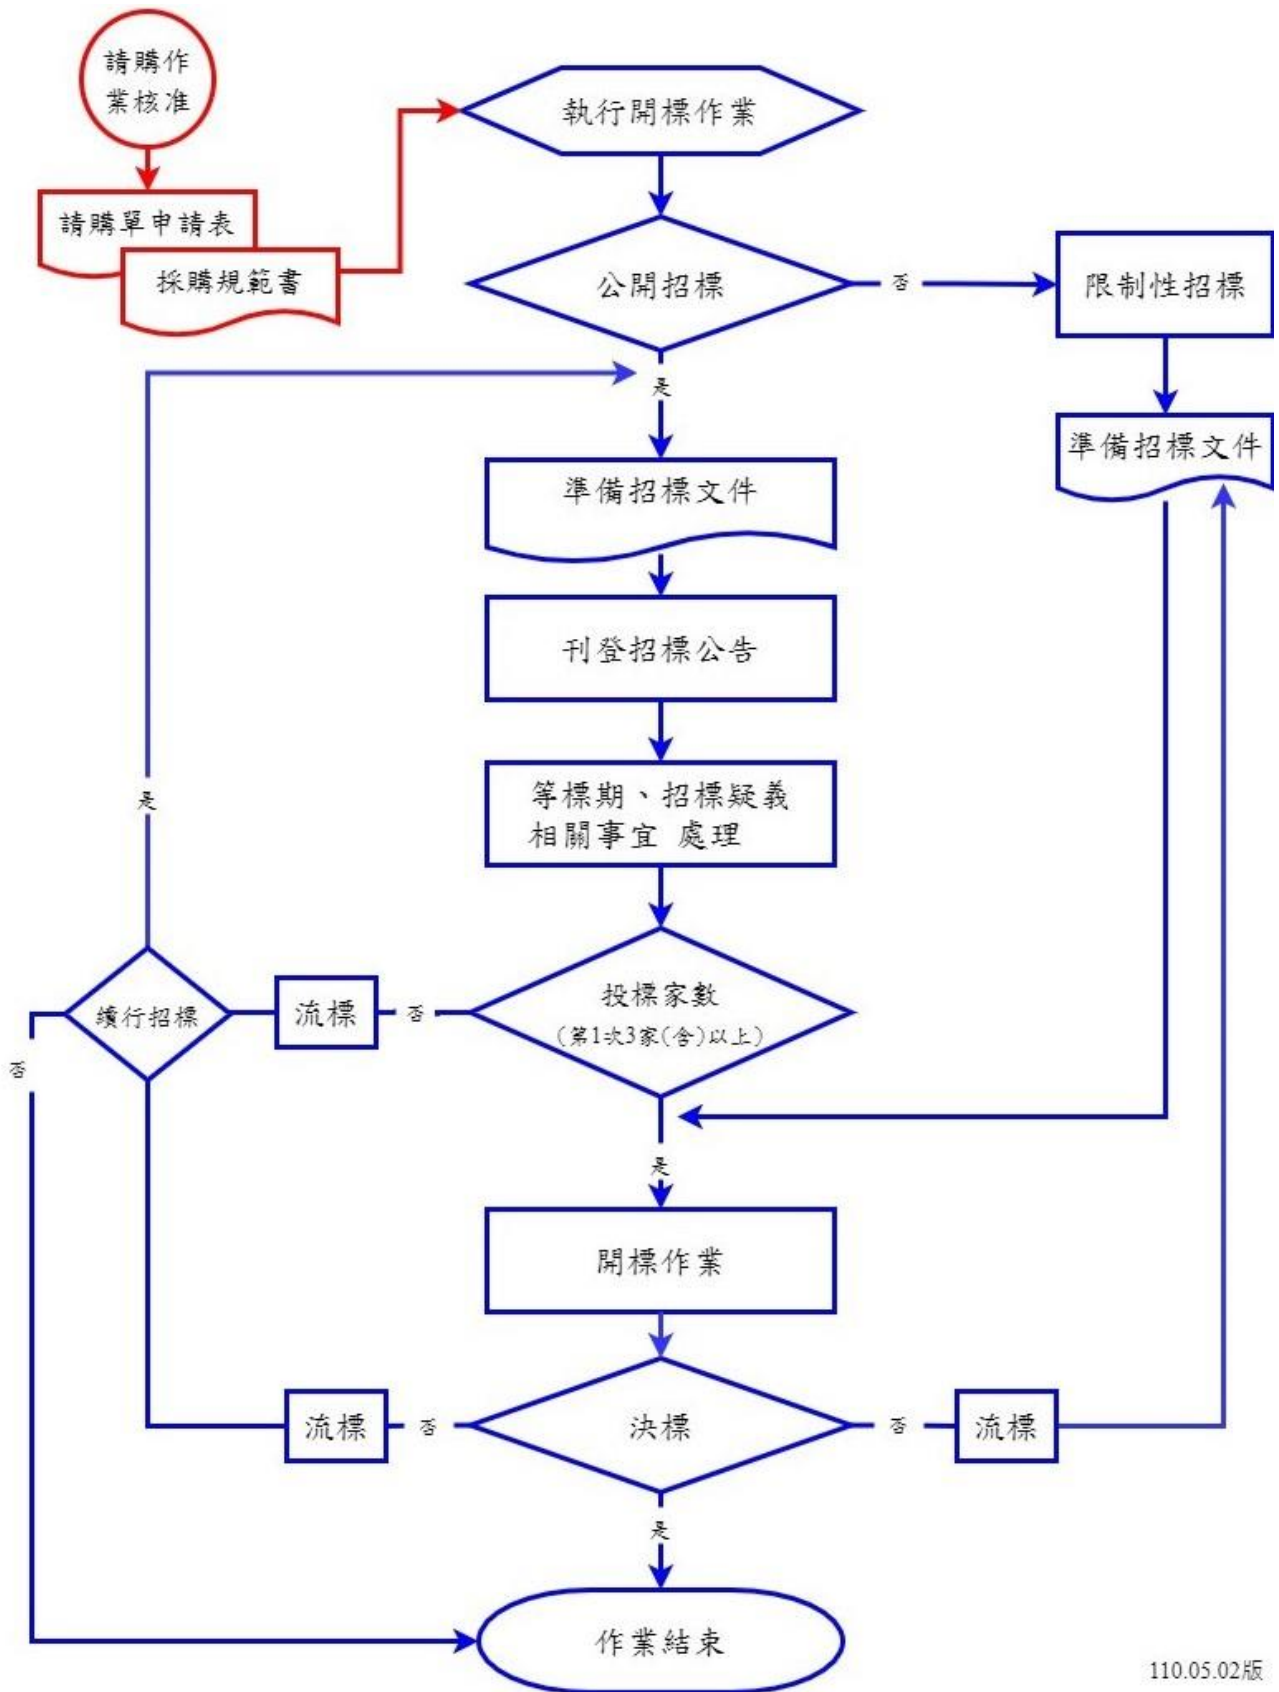 請購作
業核准
執行開標作業
請購單申請表
採購規範書
公開招標
否
限制性招標
是
準備招標文件
準備招標文件
刊登招標公告
等標期、招標疑義
相關事宜 處理
是
投標家數
(第1次3家(含)以上)
否
流標
續行招標
否
是
開標作業
決標
否
流標
否
流標
是
作業結束
110.05.02版